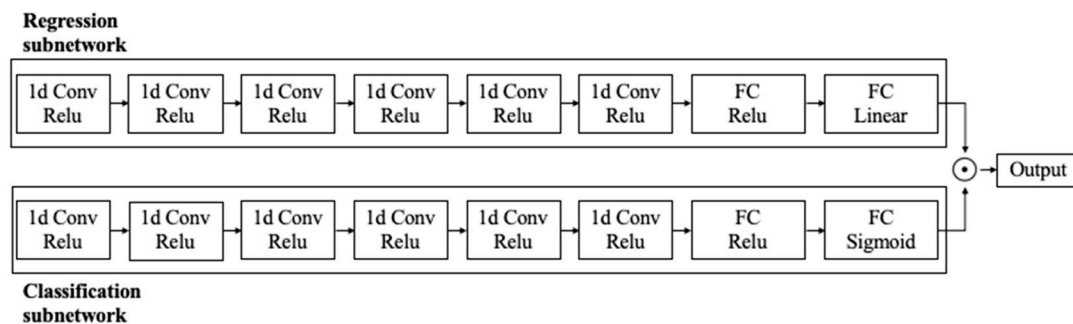 Regression
subnetwork
1d Conv
Relu
1d Conv
Relu
1d Conv
Relu
1d Conv
Relu
1d Conv
Relu
1d Conv
Relu
FC
Relu
FC
Linear
Output
1d Conv
Relu
1d Conv
Relu
1d Conv
Relu
1d Conv
Relu
1d Conv
Relu
1d Conv
Relu
FC
Relu
FC
Sigmoid
Classification
subnetwork